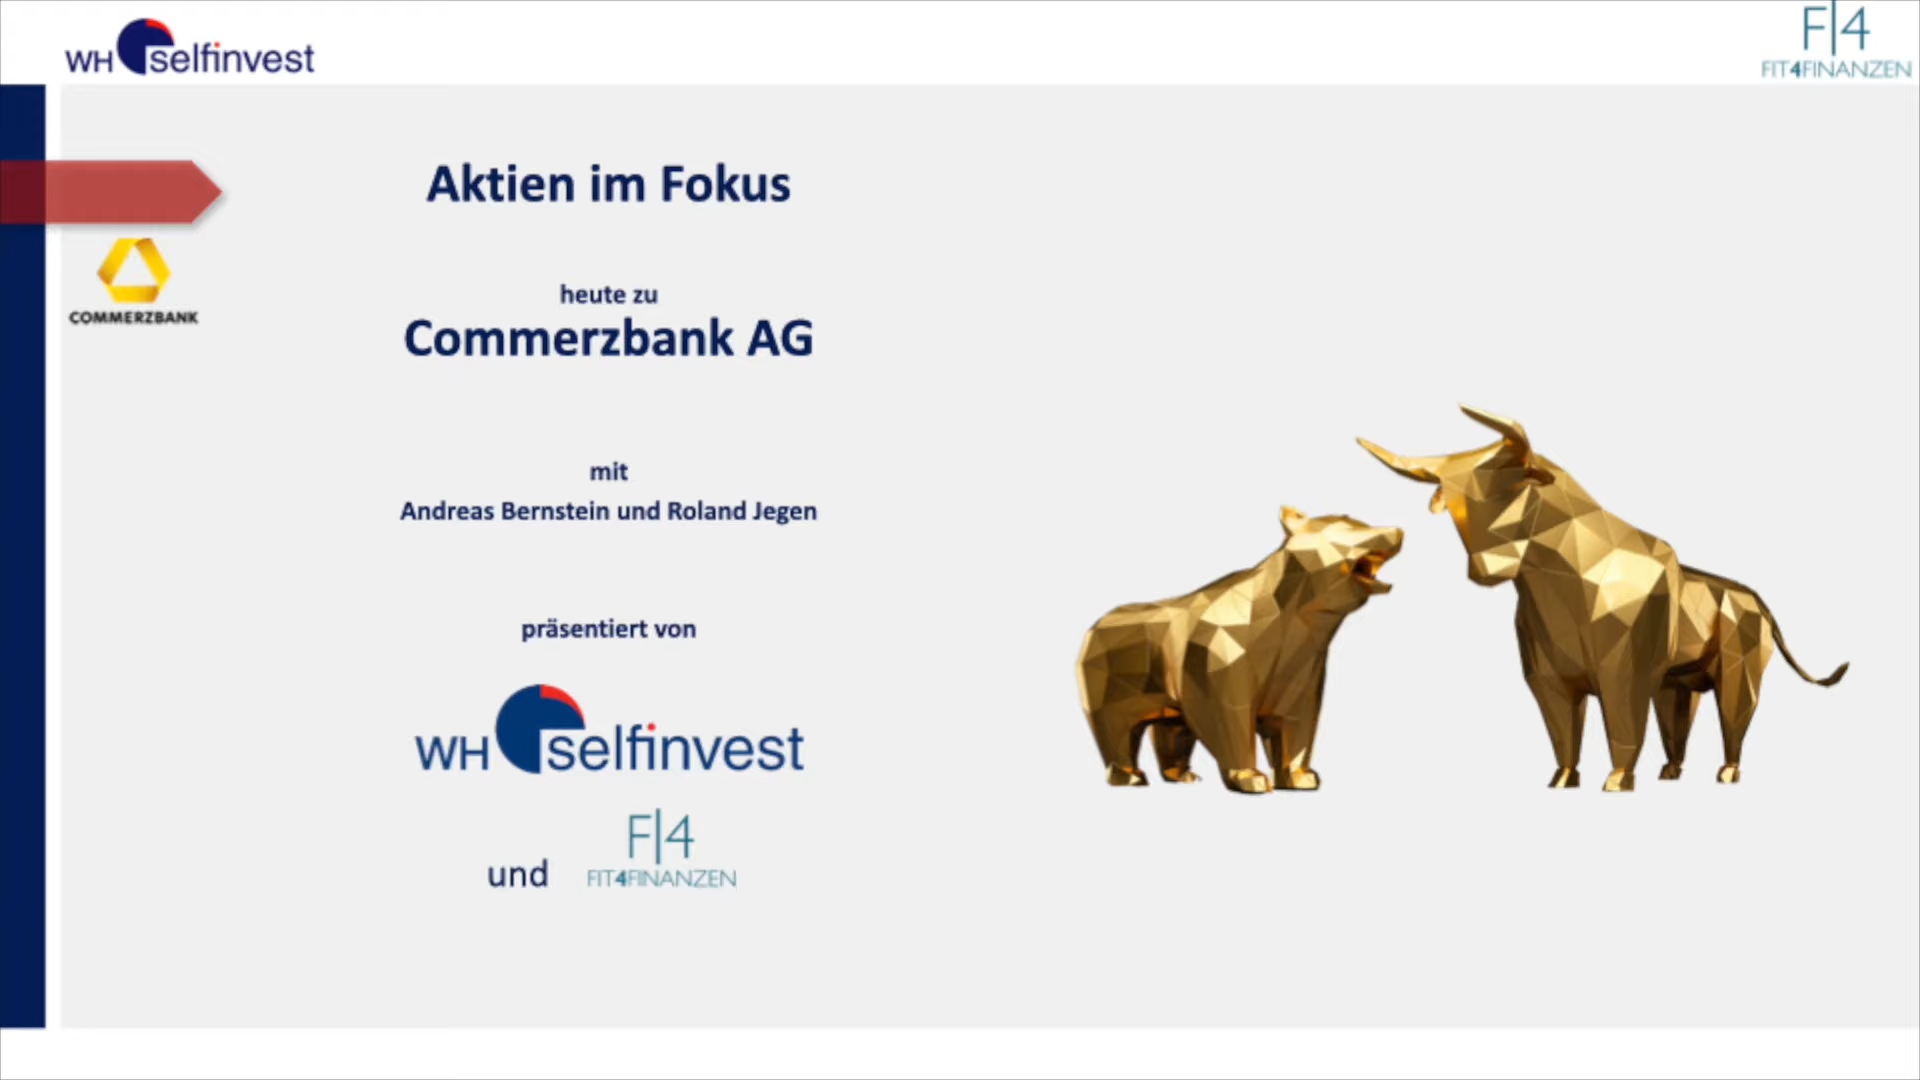 WH selfinvest
F|4
FIT4FINANZEN
Aktien im Fokus
COMMERZBANK
heute zu
Commerzbank AG
mit
Andreas Bernstein und Roland Jegen
präsentiert von
WH selfinvest
und
F|4
FIT4FINANZEN